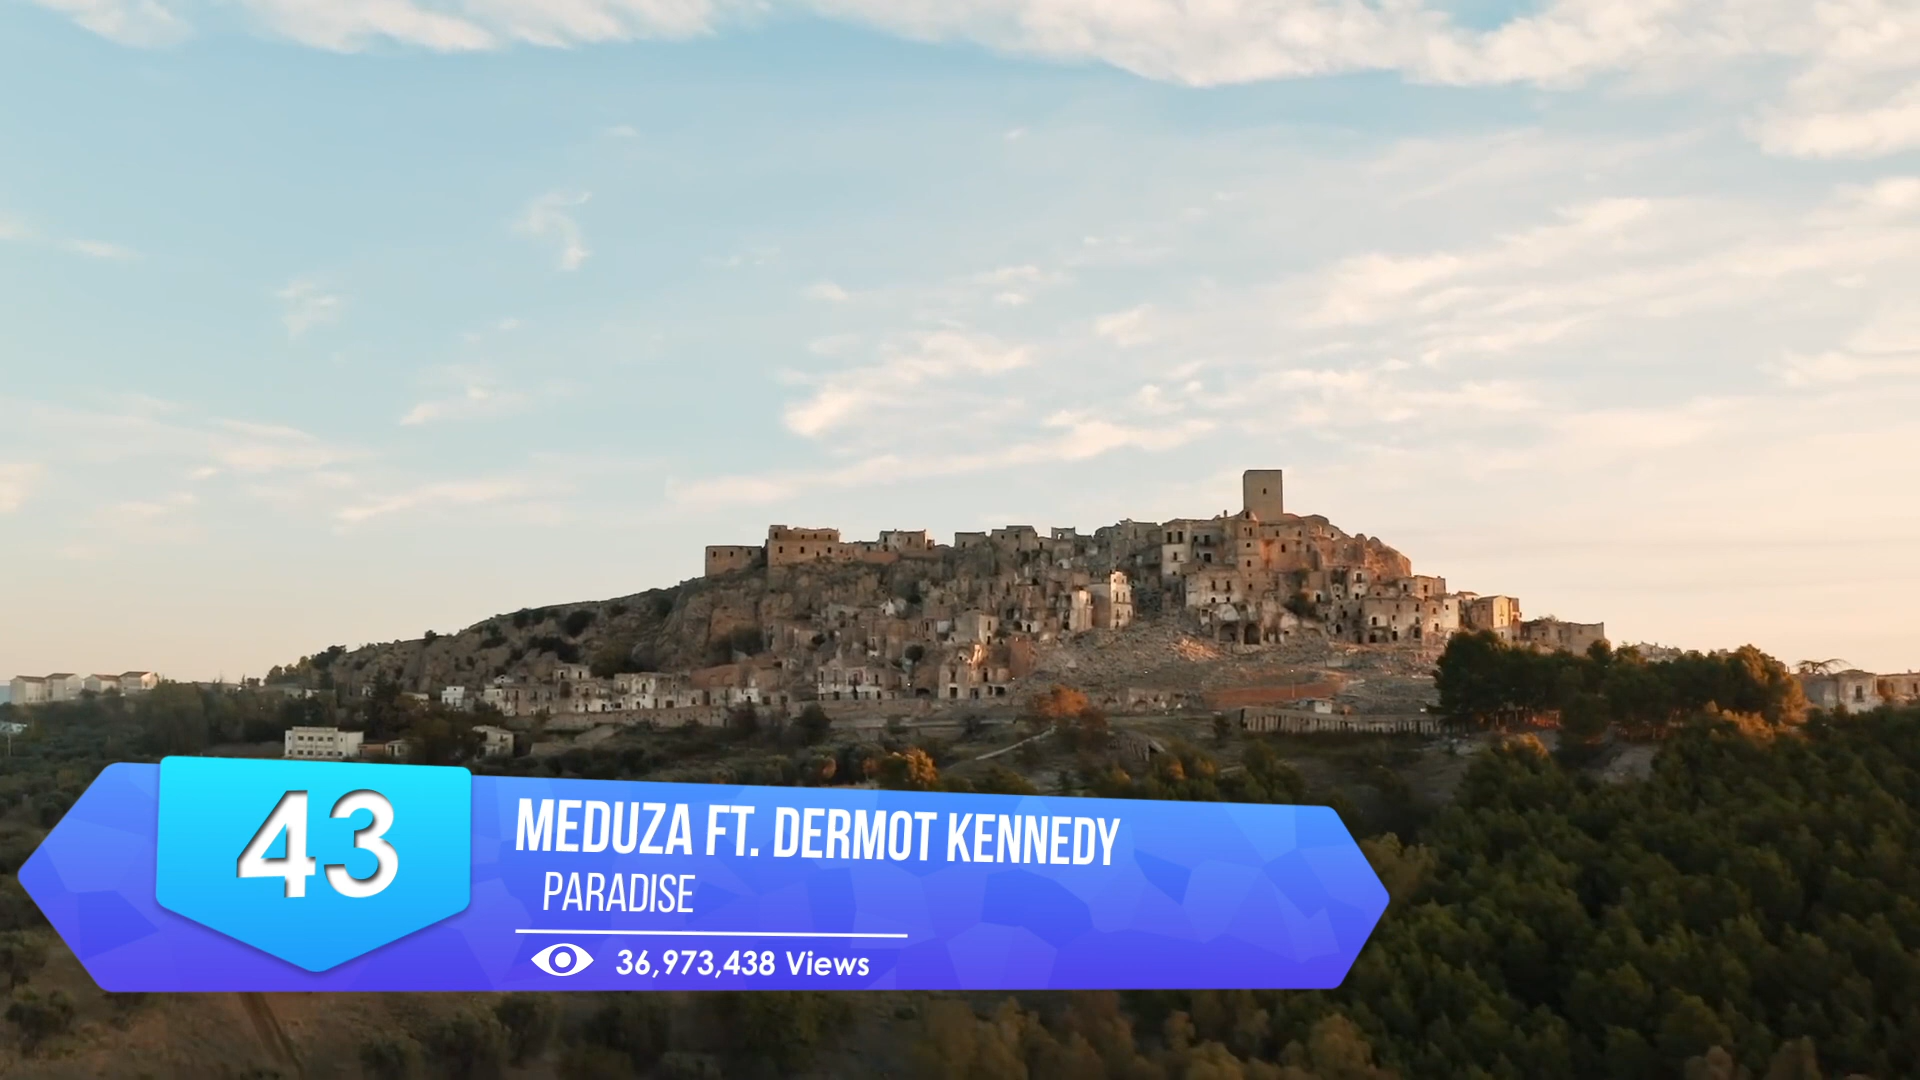 43
MEDUZA FT. DERMOT KENNEDY
PARADISE
36,973,438 Views